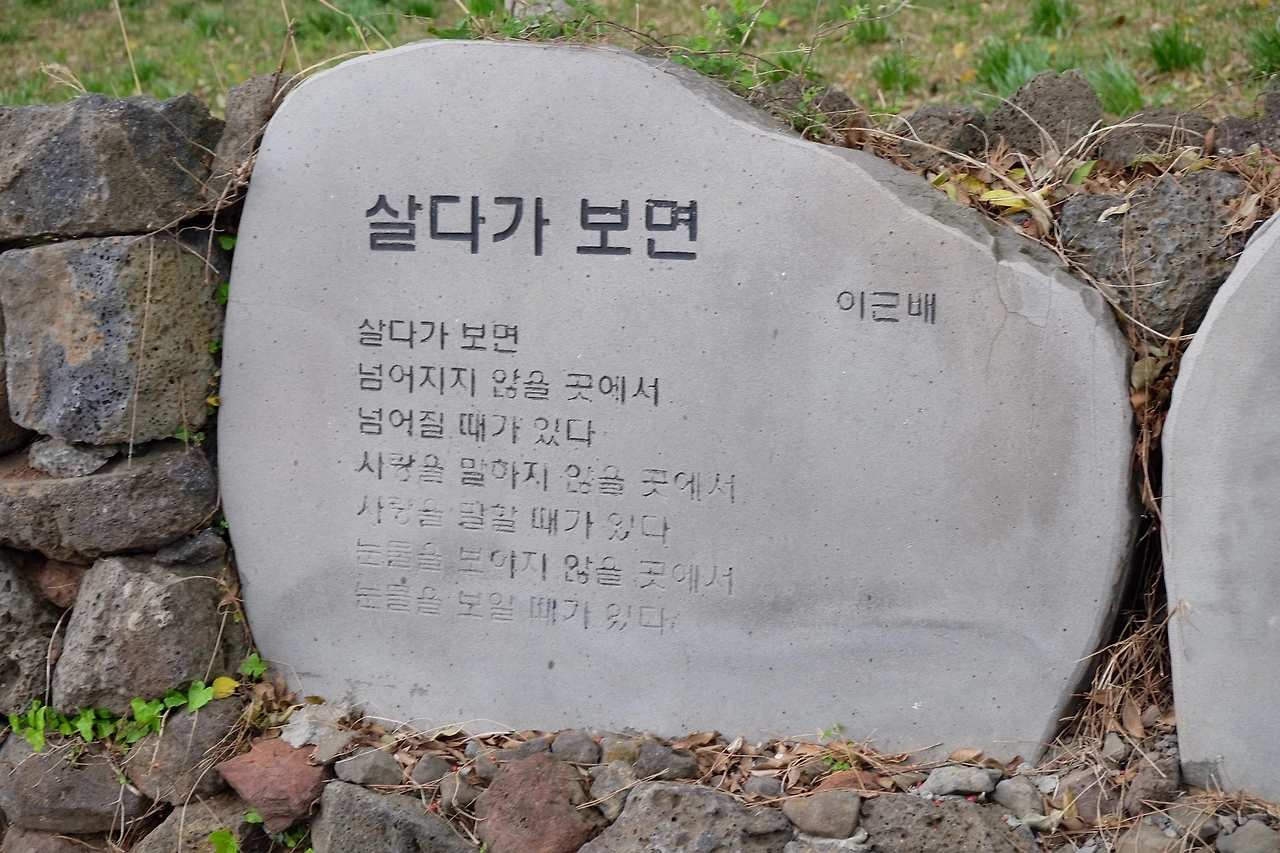 살다가 보면
이근배
살다가 보면
넘어지지 않을 곳에서
넘어질 때가 있다
사랑을 말하지 않을 곳에서
사랑을 말할 때가 있다
눈물을 보이지 않을 곳에서
눈물을 보일 때가 있다